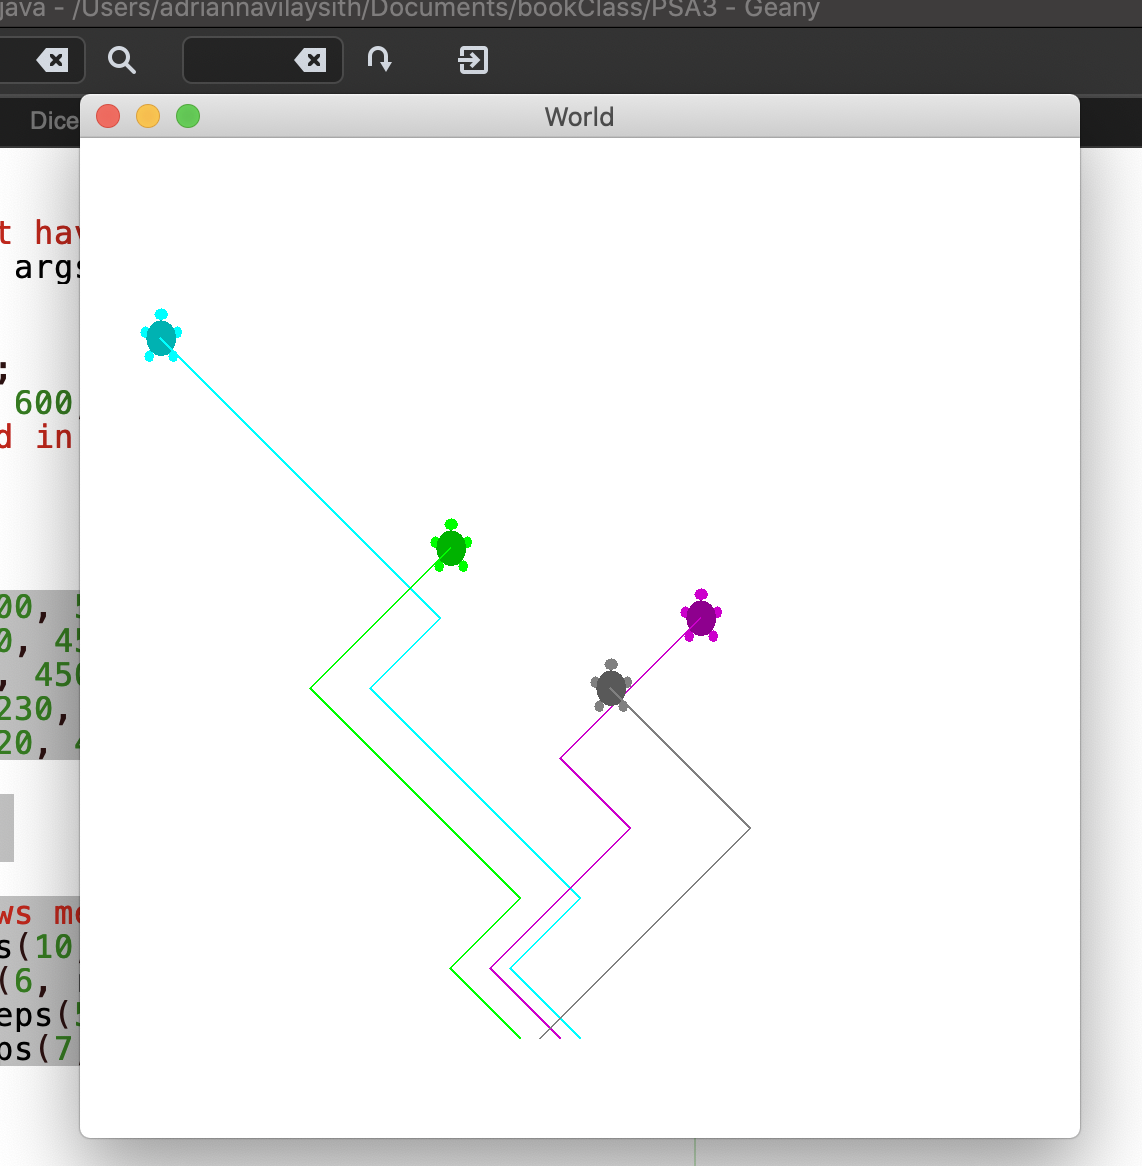 java - /Users/adriannavilaysith/Documents/bookClass/PSA3 - Geany
World
Dice
t hav
args
;
600
d in
00, 5
0, 45
, 450
230,
20, 4
ws me
s(10
(6,
eps(5
ps(7